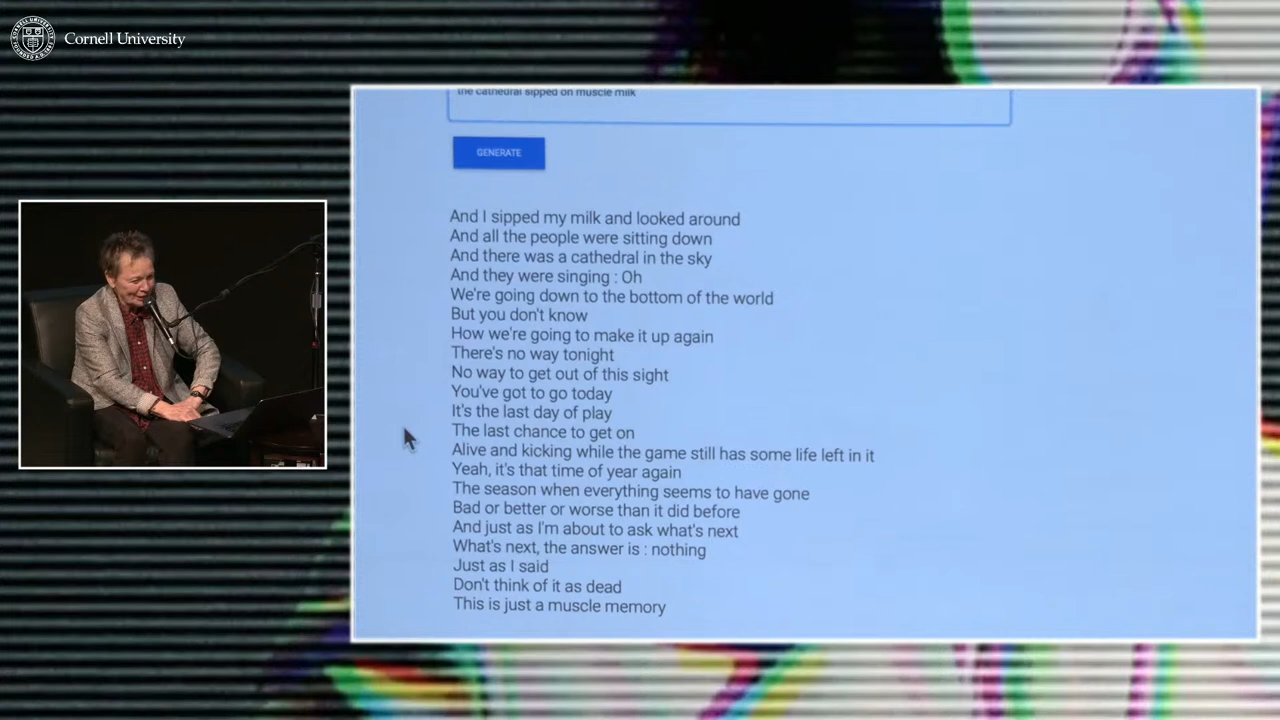 Cornell University
the cathedral sipped on muscle milk
GENERATE
And I sipped my milk and looked around
And all the people were sitting down
And there was a cathedral in the sky
And they were singing : Oh
We're going down to the bottom of the world
But you don't know
How we're going to make it up again
There's no way tonight
No way to get out of this sight
You've got to go today
It's the last day of play
The last chance to get on
Alive and kicking while the game still has some life left in it
Yeah, it's that time of year again
The season when everything seems to have gone
Bad or better or worse than it did before
And just as I'm about to ask what's next
What's next, the answer is : nothing
Just as I said
Don't think of it as dead
This is just a muscle memory